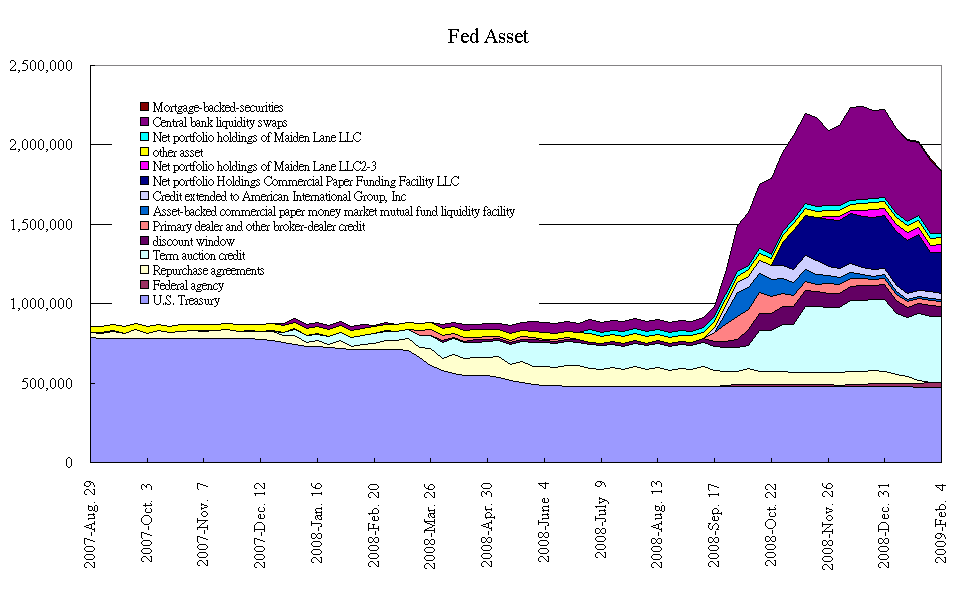 Fed Asset
2,500,000
2,000,000
1,500,000
1,000,000
500,000
0
Mortgage-backed-securities
Central bank liquidity swaps
Net portfolio holdings of Maiden Lane LLC
other asset
Net portfolio holdings of Maiden Lane LLC2-3
Net portfolio Holdings Commercial Paper Funding Facility LLC
Credit extended to American International Group, Inc
Asset-backed commercial paper money market mutual fund liquidity facility
Primary dealer and other broker-dealer credit
discount window
Term auction credit
Repurchase agreements
Federal agency
U.S. Treasury
2007-Aug. 29
2007-Oct. 3
2007-Nov. 7
2007-Dec. 12
2008-Jan. 16
2008-Feb. 20
2008-Mar. 26
2008-Apr. 30
2008-June 4
2008-July 9
2008-Aug. 13
2008-Sep. 17
2008-Oct. 22
2008-Nov. 26
2008-Dec. 31
2009-Feb. 4